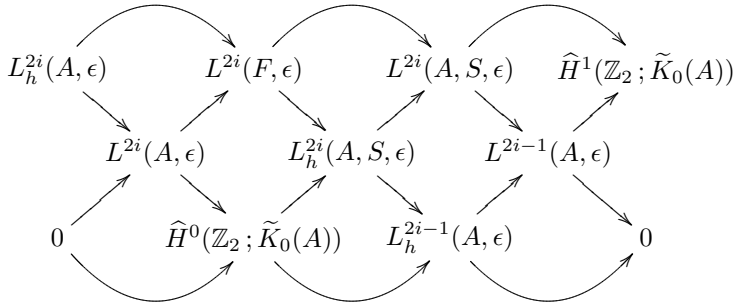 $L_h^{2i}(A, \epsilon)$ $L^{2i}(F, \epsilon)$ $L^{2i}(A, S, \epsilon)$ $\widehat{H}^1(\mathbb{Z}_2\,; \widetilde{K}_0(A))$
$L^{2i}(A, \epsilon)$ $L_h^{2i}(A, S, \epsilon)$ $L^{2i-1}(A, \epsilon)$
$0$ $\widehat{H}^0(\mathbb{Z}_2\,; \widetilde{K}_0(A))$ $L_h^{2i-1}(A, \epsilon)$ $0$